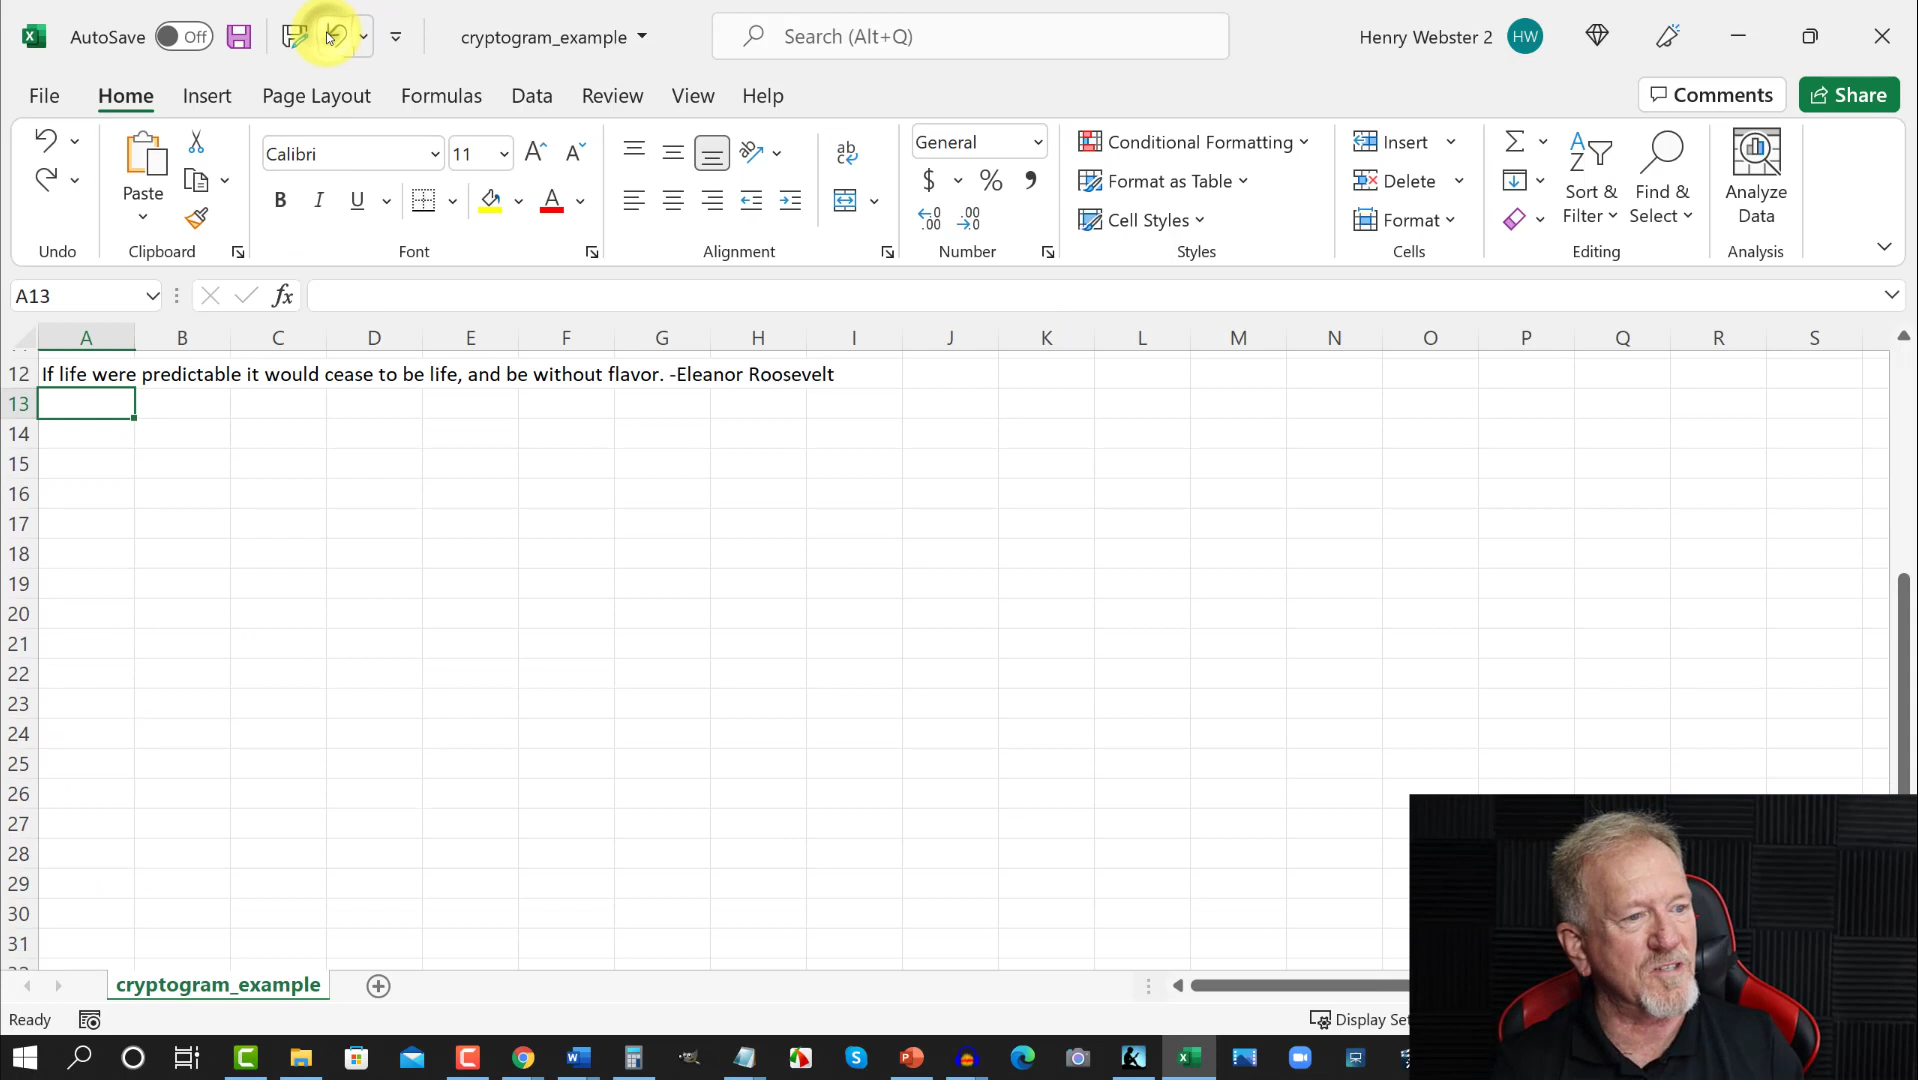 AutoSave Off cryptogram_example Search (Alt+Q) Henry Webster 2 HW
File Home Insert Page Layout Formulas Data Review View Help Comments Share
Calibri 11 General Conditional Formatting Insert
Paste Format as Table Delete Sort & Filter Find & Select Analyze Data
B I U $ % Cell Styles Format
Undo Clipboard Font Alignment Number Styles Cells Editing Analysis
A13 fx
A B C D E F G H I J K L M N O P Q R S
12 If life were predictable it would cease to be life, and be without flavor. -Eleanor Roosevelt
13
14
15
16
17
18
19
20
21
22
23
24
25
26
27
28
29
30
31
cryptogram_example
Ready Display Set